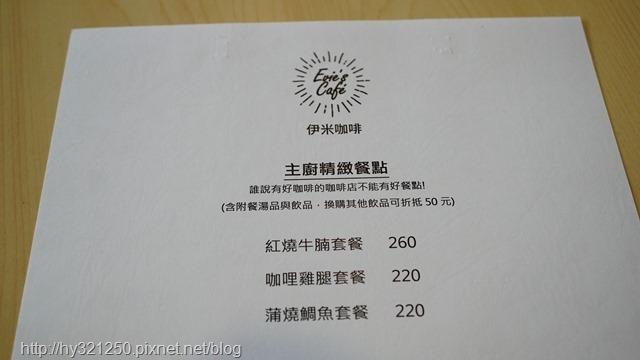 Evie's
Café
伊米咖啡
主廚精緻餐點
誰說有好咖啡的咖啡店不能有好餐點!
(含附餐湯品與飲品，換購其他飲品可折抵 50 元)
紅燒牛腩套餐 260
咖哩雞腿套餐 220
蒲燒鯛魚套餐 220
http://hy321250.pixnet.net/blog